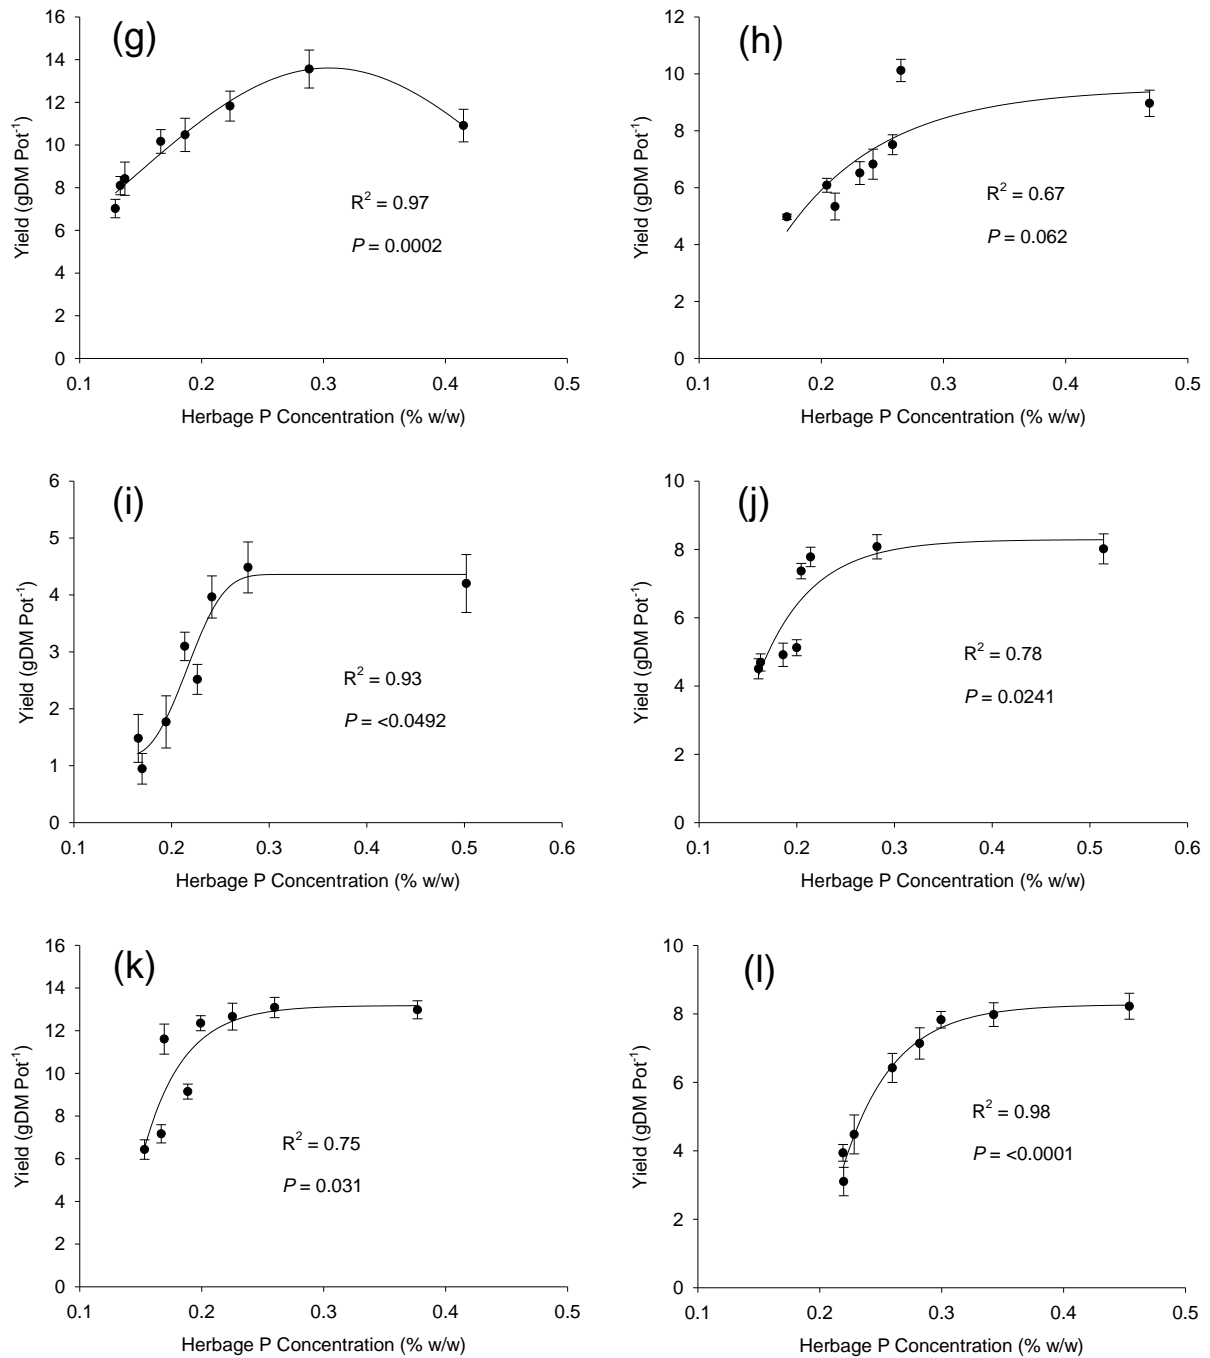 (g)
16
14
12
10
8
6
4
2
0
Yield (gDM Pot⁻¹)
R² = 0.97
P = 0.0002
0.1 0.2 0.3 0.4 0.5
Herbage P Concentration (% w/w)
(h)
12
10
8
6
4
2
0
Yield (gDM Pot⁻¹)
R² = 0.67
P = 0.062
0.1 0.2 0.3 0.4 0.5
Herbage P Concentration (% w/w)
(i)
6
5
4
3
2
1
0
Yield (gDM Pot⁻¹)
R² = 0.93
P = <0.0492
0.1 0.2 0.3 0.4 0.5 0.6
Herbage P Concentration (% w/w)
(j)
10
8
6
4
2
0
Yield (gDM Pot⁻¹)
R² = 0.78
P = 0.0241
0.1 0.2 0.3 0.4 0.5 0.6
Herbage P Concentration (% w/w)
(k)
16
14
12
10
8
6
4
2
0
Yield (gDM Pot⁻¹)
R² = 0.75
P = 0.031
0.1 0.2 0.3 0.4 0.5
Herbage P Concentration (% w/w)
(l)
10
8
6
4
2
0
Yield (gDM Pot⁻¹)
R² = 0.98
P = <0.0001
0.1 0.2 0.3 0.4 0.5
Herbage P Concentration (% w/w)